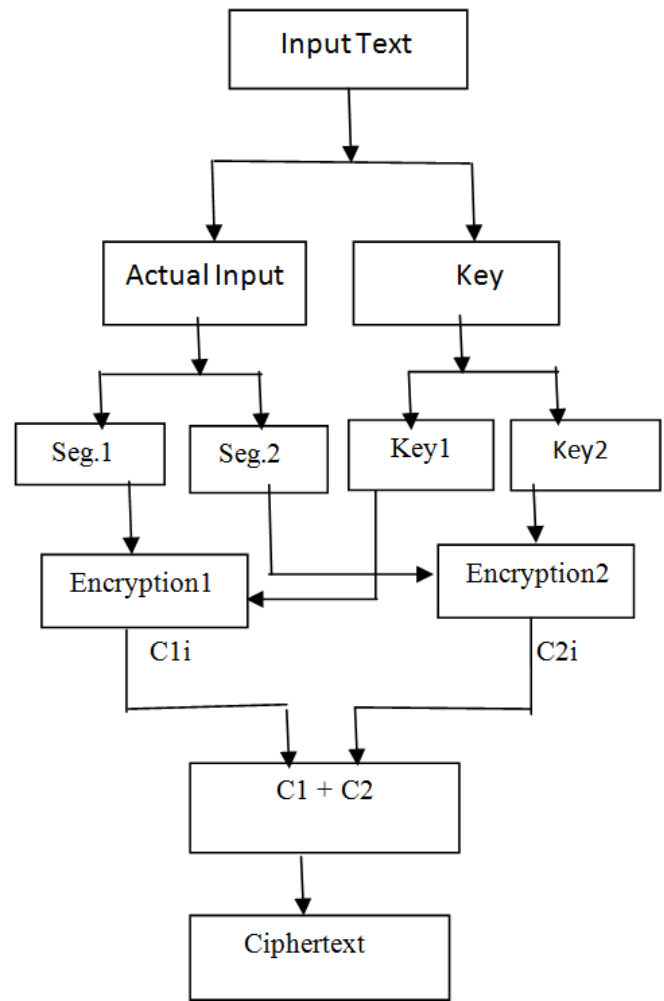 Input Text
Actual Input
Key
Seg.1
Seg.2
Key1
Key2
Encryption1
Encryption2
C1i
C2i
C1 + C2
Ciphertext